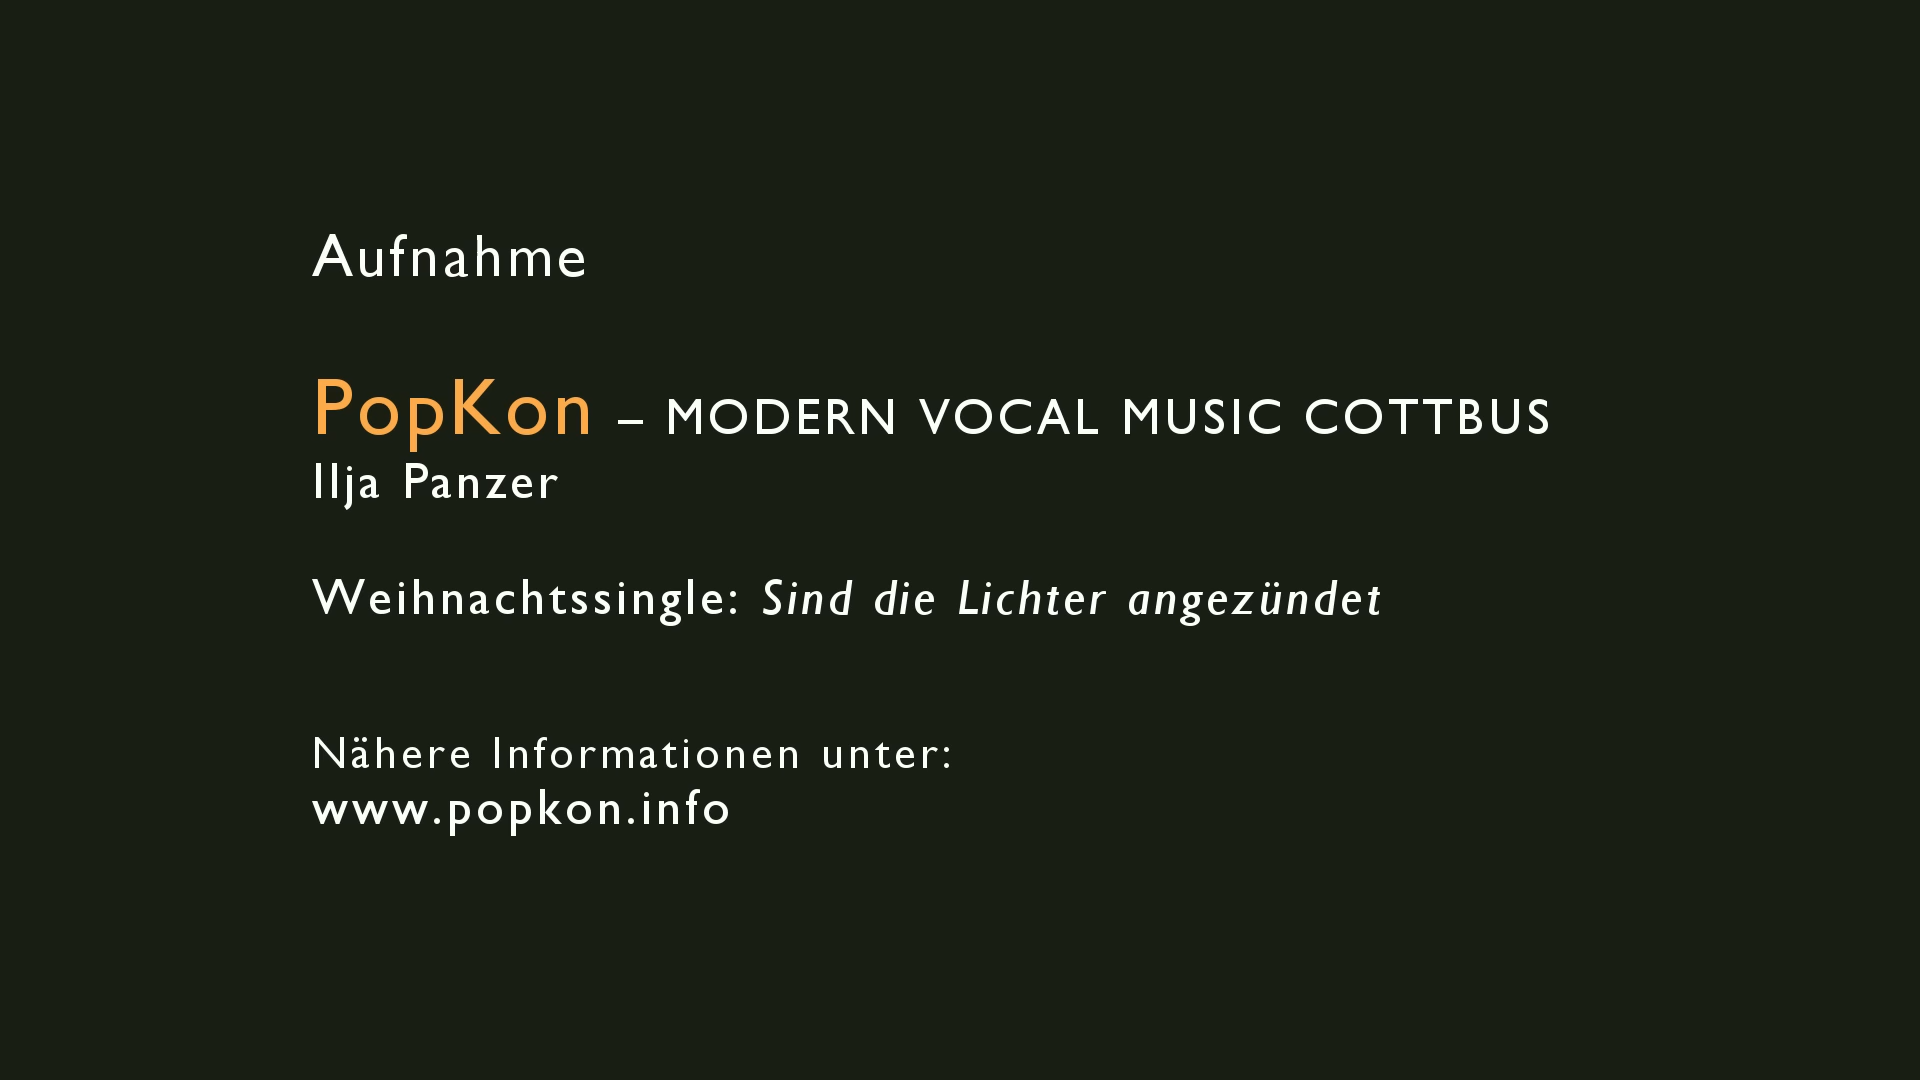 Aufnahme
PopKon – MODERN VOCAL MUSIC COTTBUS
Ilja Panzer
Weihnachtssingle: Sind die Lichter angezündet
Nähere Informationen unter:
www.popkon.info